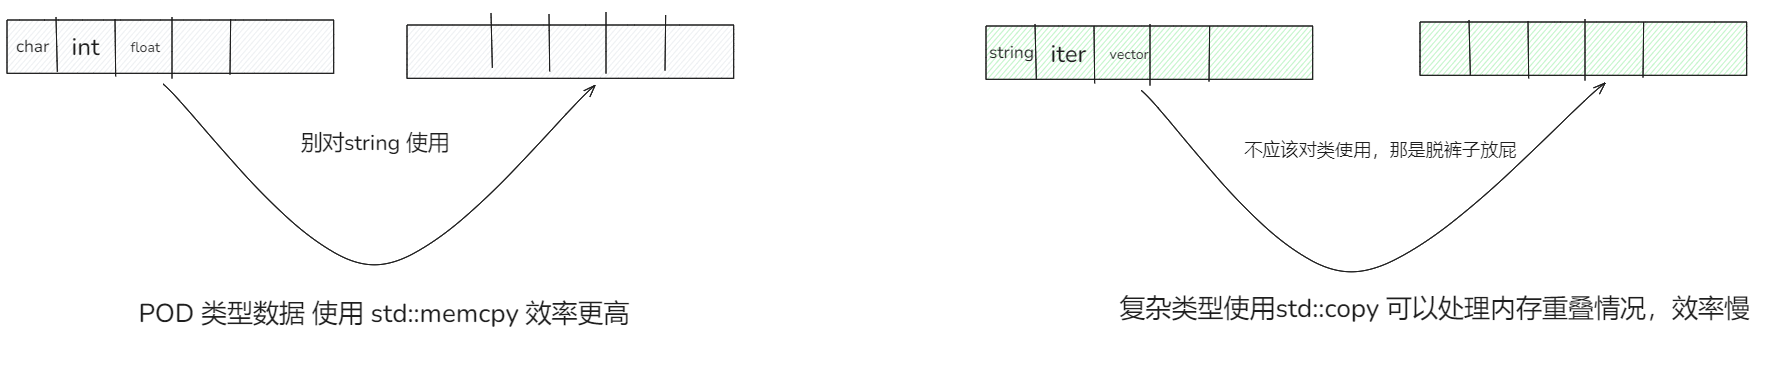 char int float
别对string 使用
POD 类型数据 使用 std::memcpy 效率更高
string iter vector
不应该对类使用，那是脱裤子放屁
复杂类型使用std::copy 可以处理内存重叠情况，效率慢